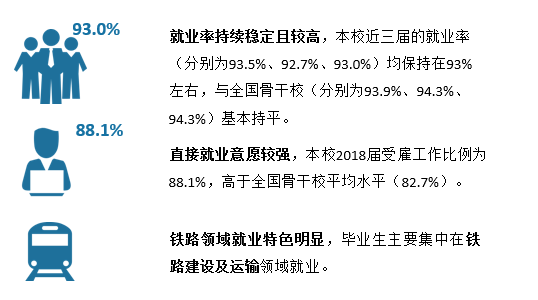 93.0%
就业率持续稳定且较高，本校近三届的就业率
（分别为93.5%、92.7%、93.0%）均保持在93%
左右，与全国骨干校（分别为93.9%、94.3%、
94.3%）基本持平。
88.1%
直接就业意愿较强，本校2018届受雇工作比例为
88.1%，高于全国骨干校平均水平（82.7%）。
铁路领域就业特色明显，毕业生主要集中在铁
路建设及运输领域就业。